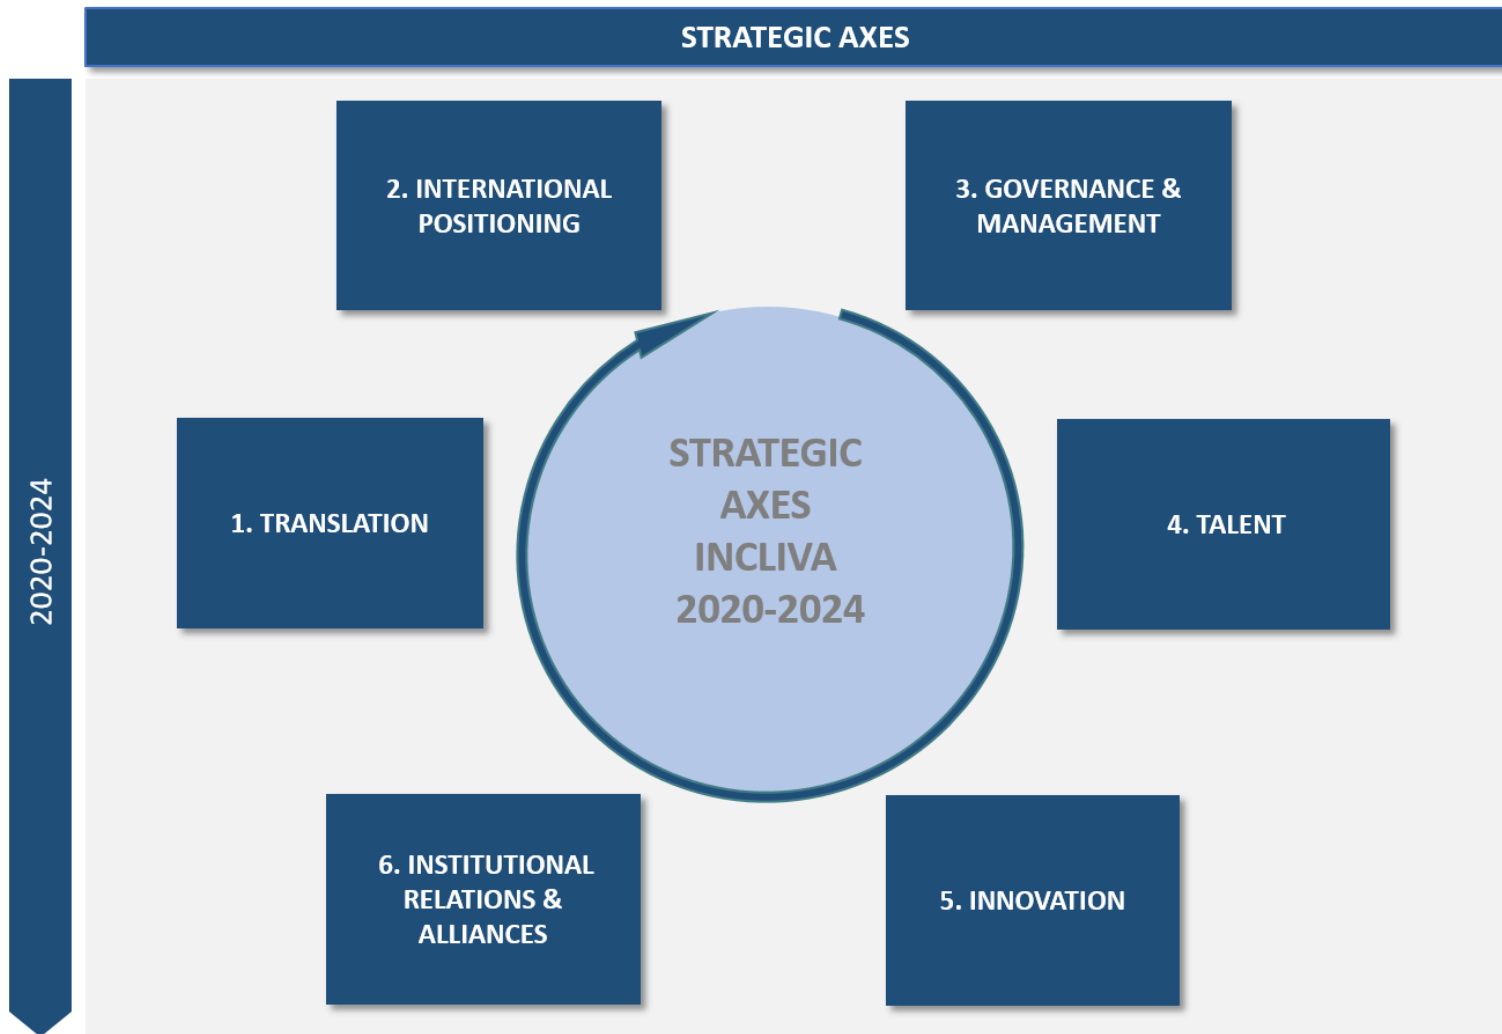 STRATEGIC AXES
2020-2024
2. INTERNATIONAL
POSITIONING
3. GOVERNANCE &
MANAGEMENT
1. TRANSLATION
STRATEGIC
AXES
INCLIVA
2020-2024
4. TALENT
6. INSTITUTIONAL
RELATIONS &
ALLIANCES
5. INNOVATION